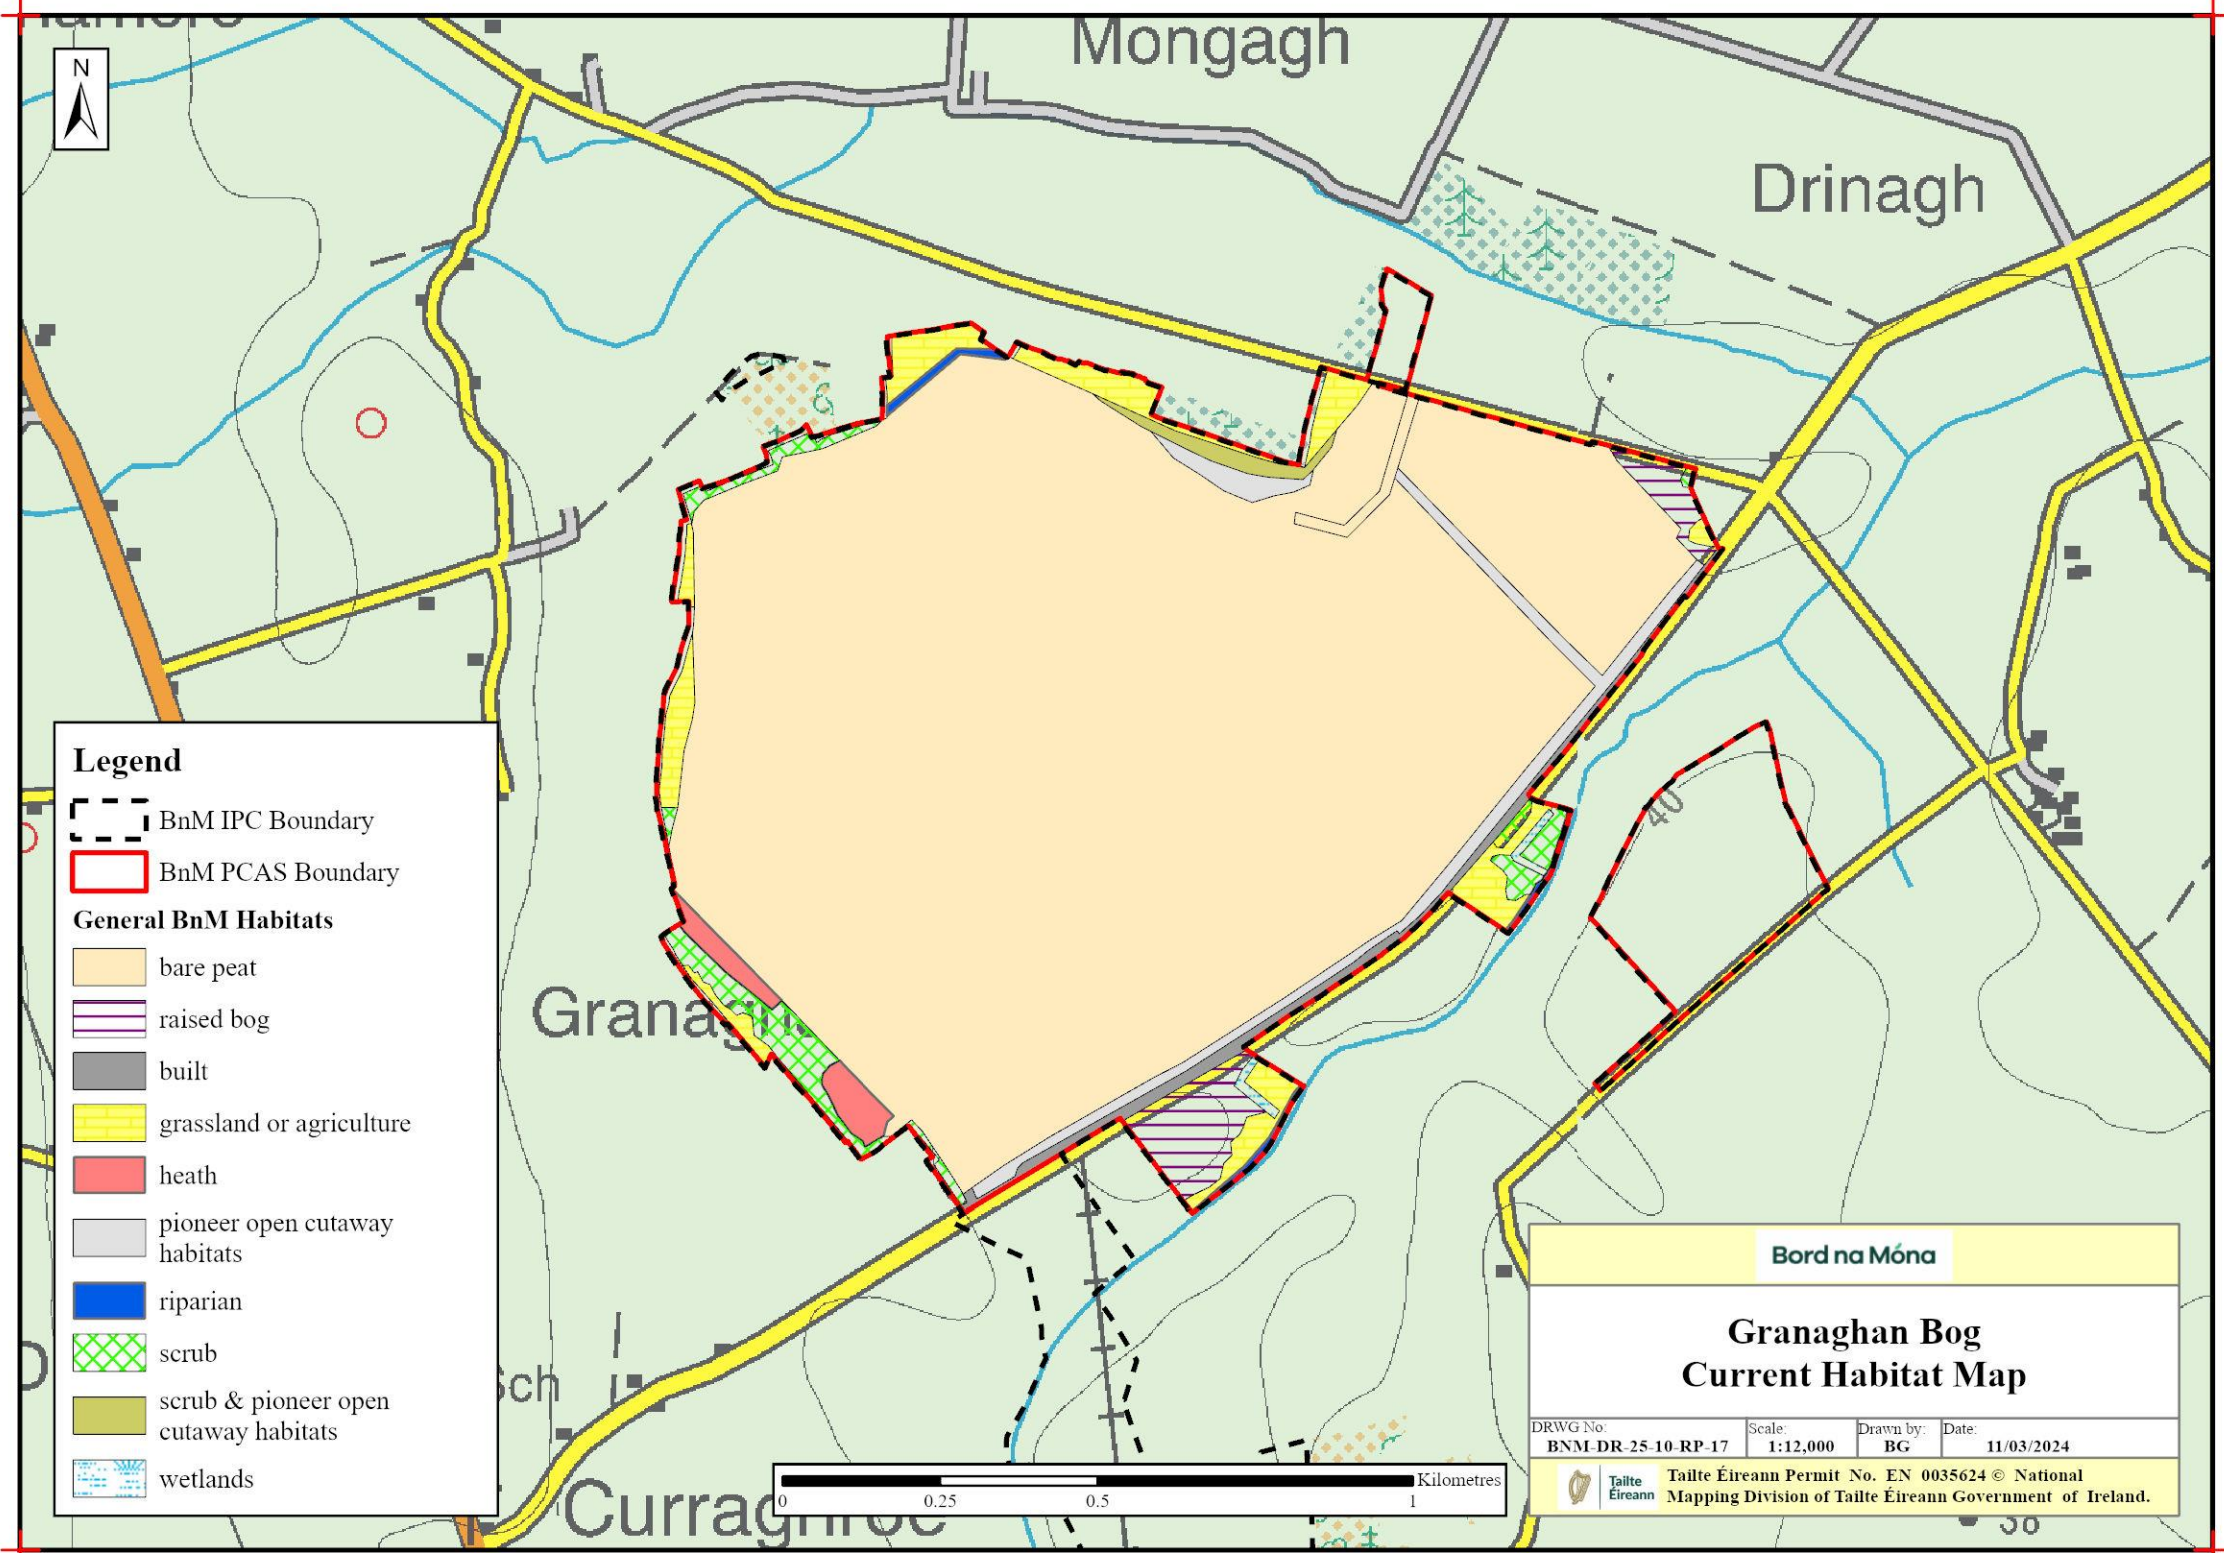 Mongagh
N
Drinagh
40
Legend
BnM IPC Boundary
BnM PCAS Boundary
General BnM Habitats
bare peat
raised bog
built
grassland or agriculture
heath
pioneer open cutaway
habitats
riparian
scrub
scrub & pioneer open
cutaway habitats
wetlands
Bord na Móna
Granaghan Bog
Current Habitat Map
DRWG No:
BNM-DR-25-10-RP-17
Scale:
1:12,000
Drawn by:
BG
Date:
11/03/2024
Tailte
Éireann
Tailte Éireann Permit No. EN 0035624 © National
Mapping Division of Tailte Éireann Government of Ireland.
Kilometres
0 0.25 0.5 1
38